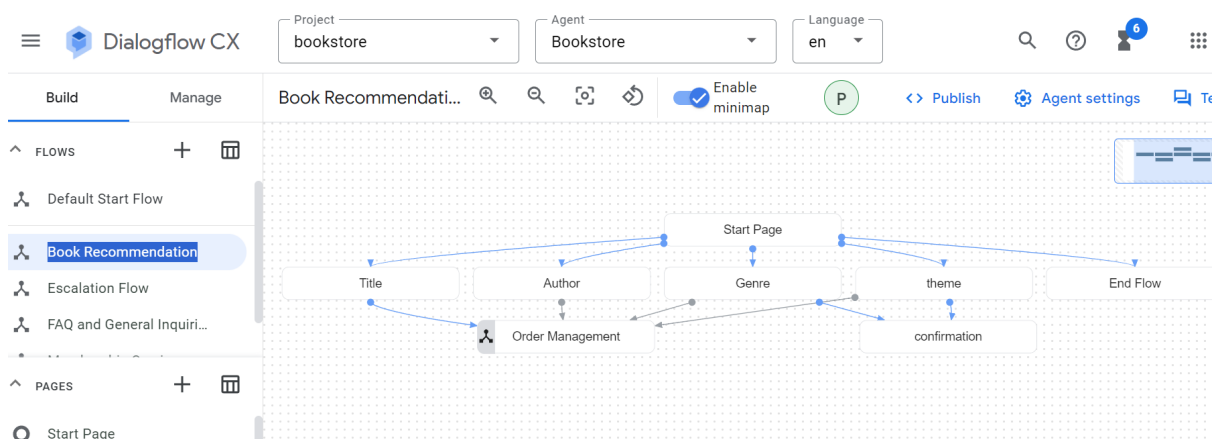 Project
Agent
Language
Dialogflow CX
bookstore
Bookstore
en
6
Build
Manage
Book Recommendati...
Enable
minimap
P
Publish
Agent settings
Te
FLOWS
Default Start Flow
Book Recommendation
Escalation Flow
FAQ and General Inquiri...
PAGES
Start Page
Start Page
Title
Author
Genre
theme
End Flow
Order Management
confirmation